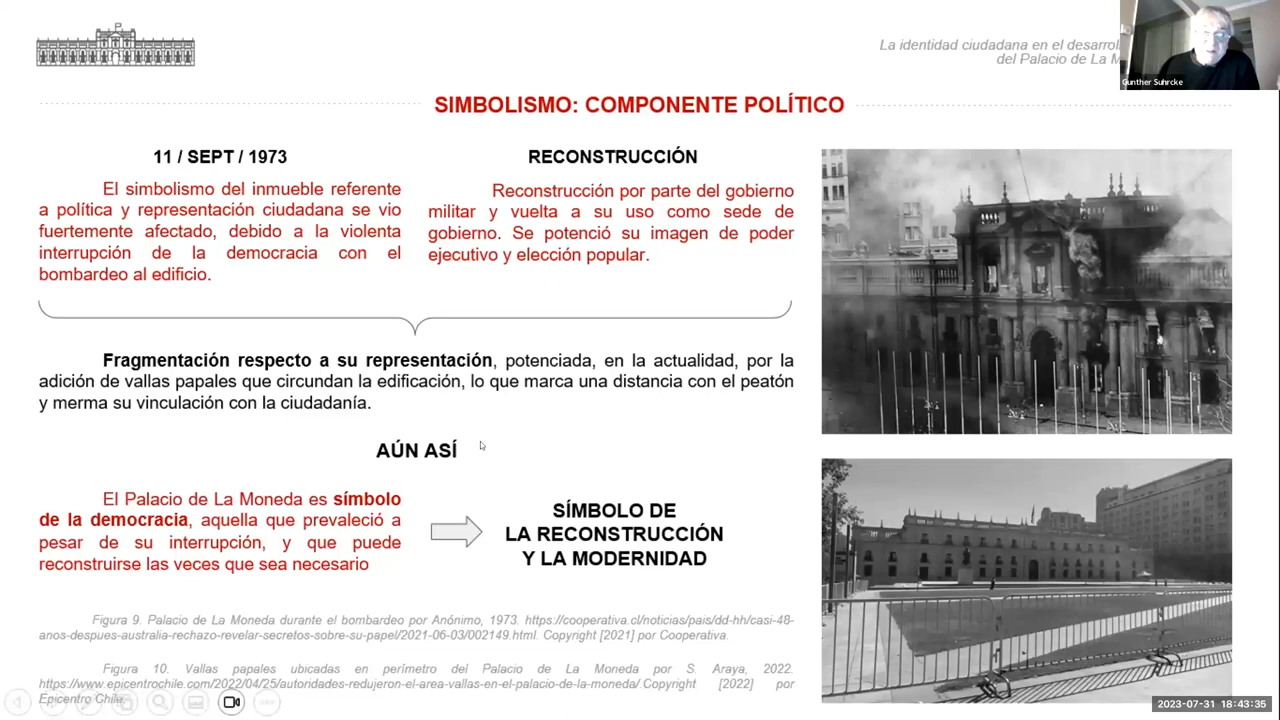 La identidad ciudadana en el desarrol
del Palacio de La M
Gunther Suhrcke
SIMBOLISMO: COMPONENTE POLÍTICO
11 / SEPT / 1973
El simbolismo del inmueble referente
a política y representación ciudadana se vio
fuertemente afectado, debido a la violenta
interrupción de la democracia con el
bombardeo al edificio.
RECONSTRUCCIÓN
Reconstrucción por parte del gobierno
militar y vuelta a su uso como sede de
gobierno. Se potenció su imagen de poder
ejecutivo y elección popular.
Fragmentación respecto a su representación, potenciada, en la actualidad, por la
adición de vallas papales que circundan la edificación, lo que marca una distancia con el peatón
y merma su vinculación con la ciudadanía.
AÚN ASÍ
El Palacio de La Moneda es símbolo
de la democracia, aquella que prevaleció a
pesar de su interrupción, y que puede
reconstruirse las veces que sea necesario
SÍMBOLO DE
LA RECONSTRUCCIÓN
Y LA MODERNIDAD
Figura 9. Palacio de La Moneda durante el bombardeo por Anónimo, 1973. https://cooperativa.cl/noticias/pais/dd-hh/casi-48-
anos-despues-australia-rechazo-revelar-secretos-sobre-su-papel/2021-06-03/002149.html. Copyright [2021] por Cooperativa.
Figura 10. Vallas papales ubicadas en perímetro del Palacio de La Moneda por S. Araya, 2022.
https://www.epicentrochile.com/2022/04/25/autoridades-redujeron-el-area-vallas-en-el-palacio-de-la-moneda/.Copyright [2022] por
Epicentro Chile.
2023-07-31 18:43:35